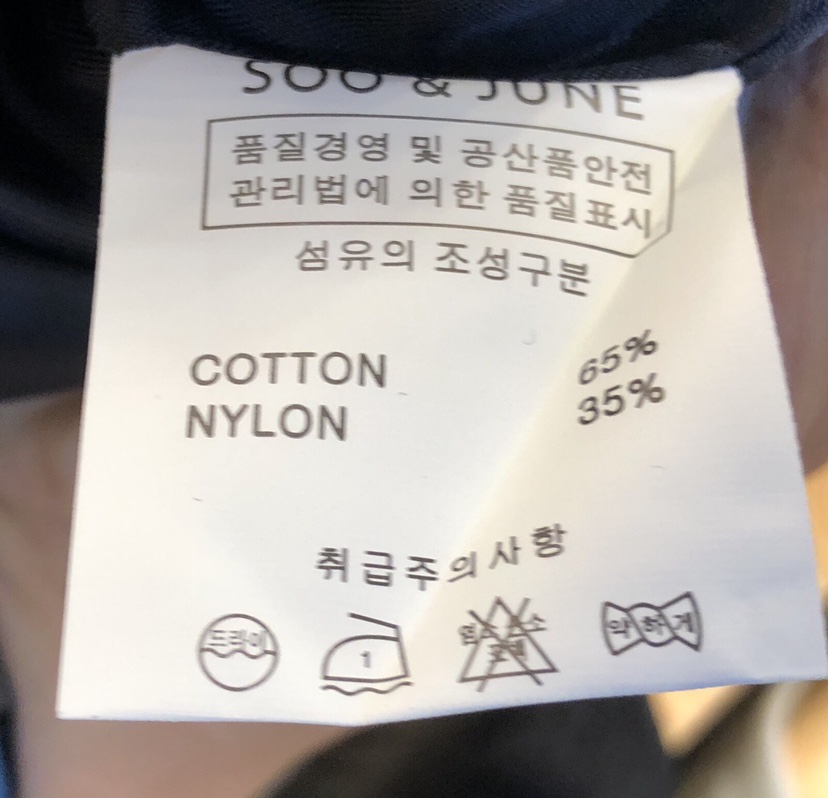 SOO & JUNE
품질경영 및 공산품안전
관리법에 의한 품질표시
섬유의 조성구분
COTTON 65%
NYLON 35%
취급주의사항
드라이
1
약하게